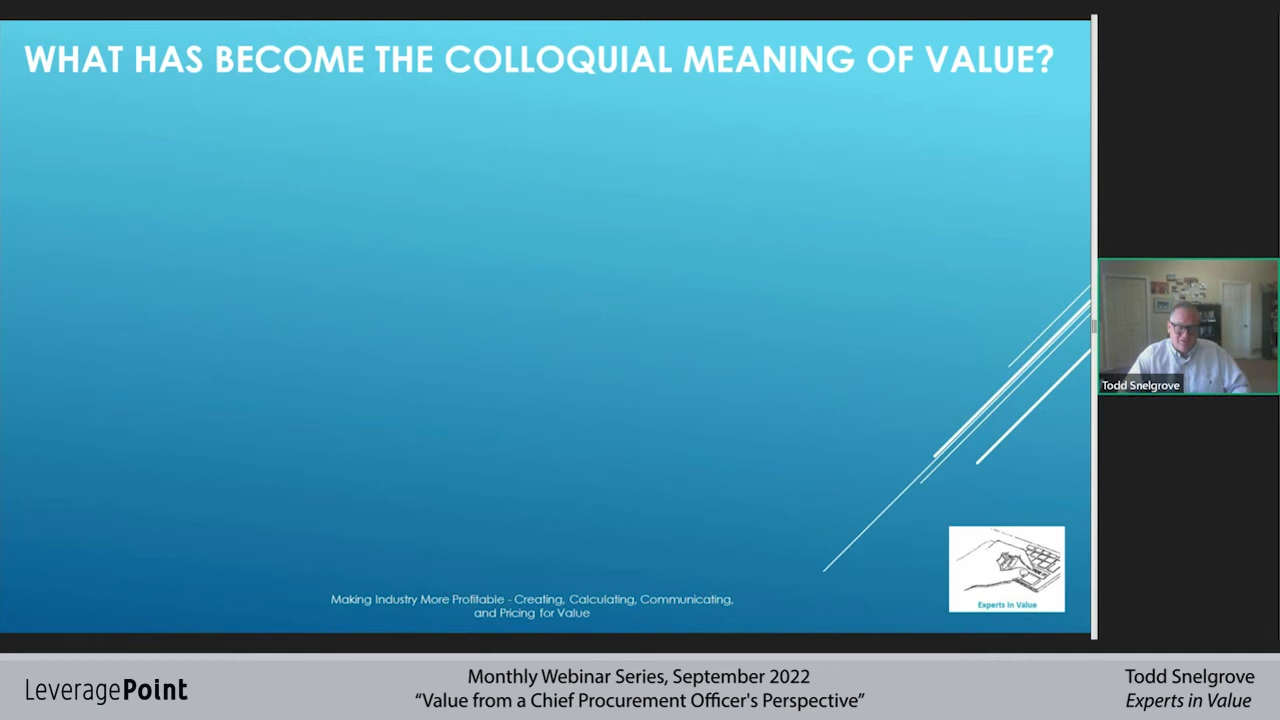 WHAT HAS BECOME THE COLLOQUIAL MEANING OF VALUE?
Todd Snelgrove
Experts In Value
Making Industry More Profitable - Creating, Calculating, Communicating,
and Pricing for Value
LeveragePoint
Monthly Webinar Series, September 2022
“Value from a Chief Procurement Officer's Perspective”
Todd Snelgrove
Experts in Value